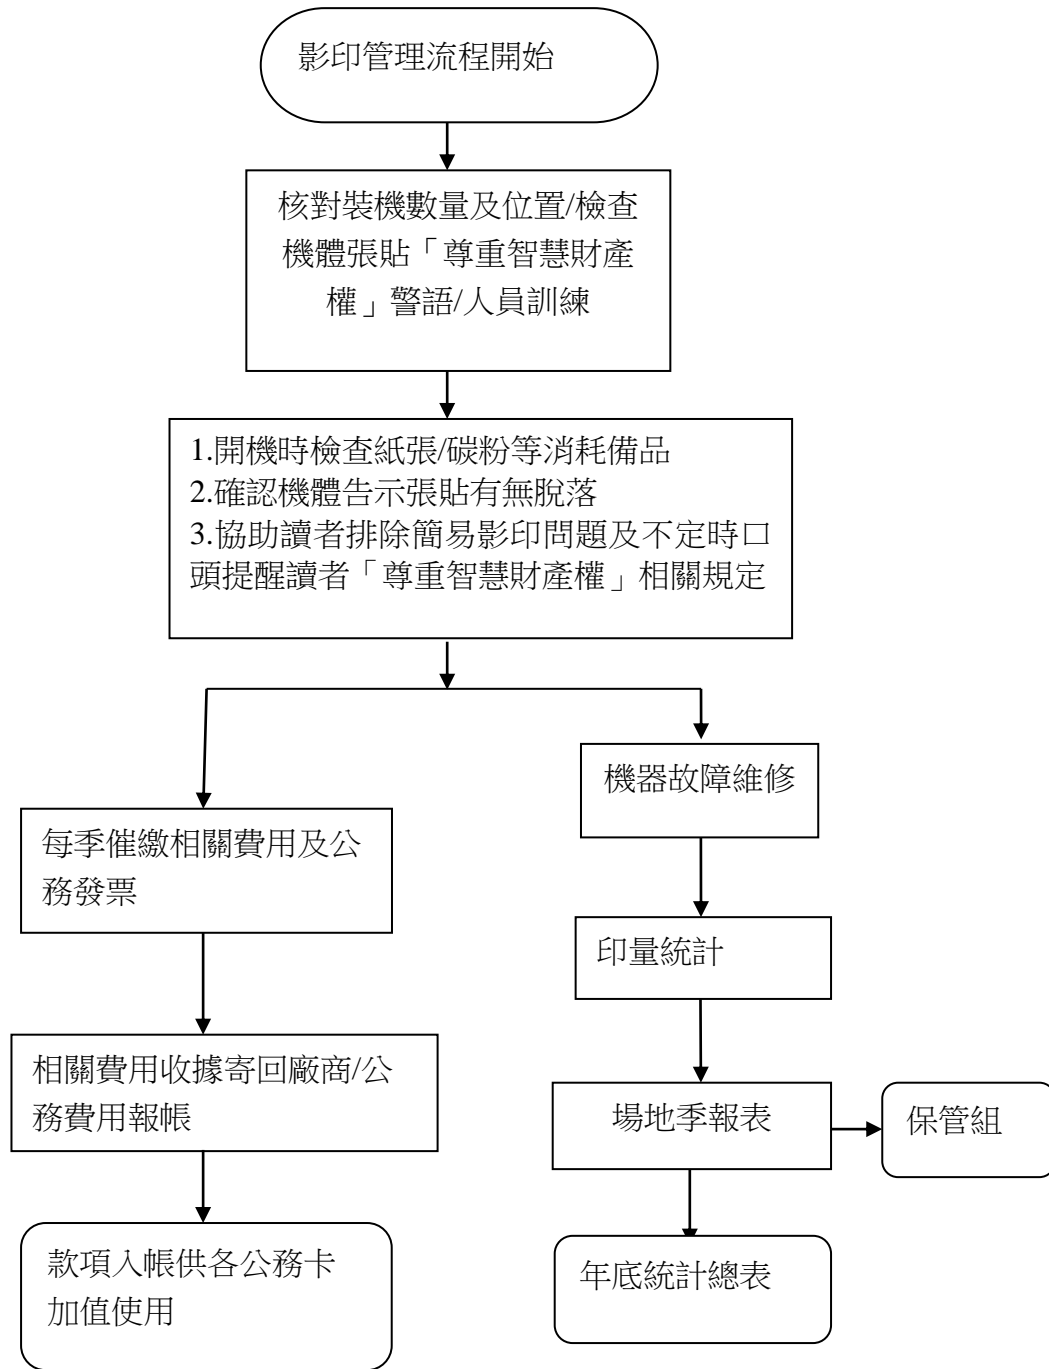 影印管理流程開始
核對裝機數量及位置/檢查
機體張貼「尊重智慧財產
權」警語/人員訓練
1.開機時檢查紙張/碳粉等消耗備品
2.確認機體告示張貼有無脫落
3.協助讀者排除簡易影印問題及不定時口
頭提醒讀者「尊重智慧財產權」相關規定
機器故障維修
每季催繳相關費用及公
務發票
印量統計
相關費用收據寄回廠商/公
務費用報帳
場地季報表
保管組
款項入帳供各公務卡
加值使用
年底統計總表